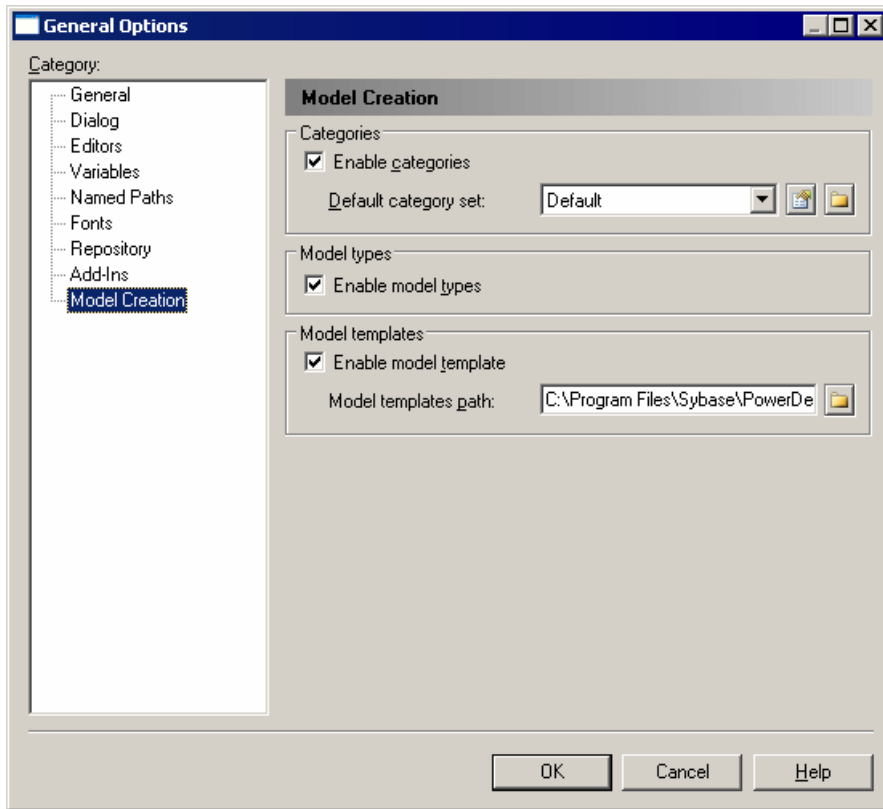 General Options
Category:
General
Dialog
Editors
Variables
Named Paths
Fonts
Repository
Add-Ins
Model Creation
Model Creation
Categories
Enable categories
Default category set: Default
Model types
Enable model types
Model templates
Enable model template
Model templates path: C:\Program Files\Sybase\PowerDe
OK Cancel Help